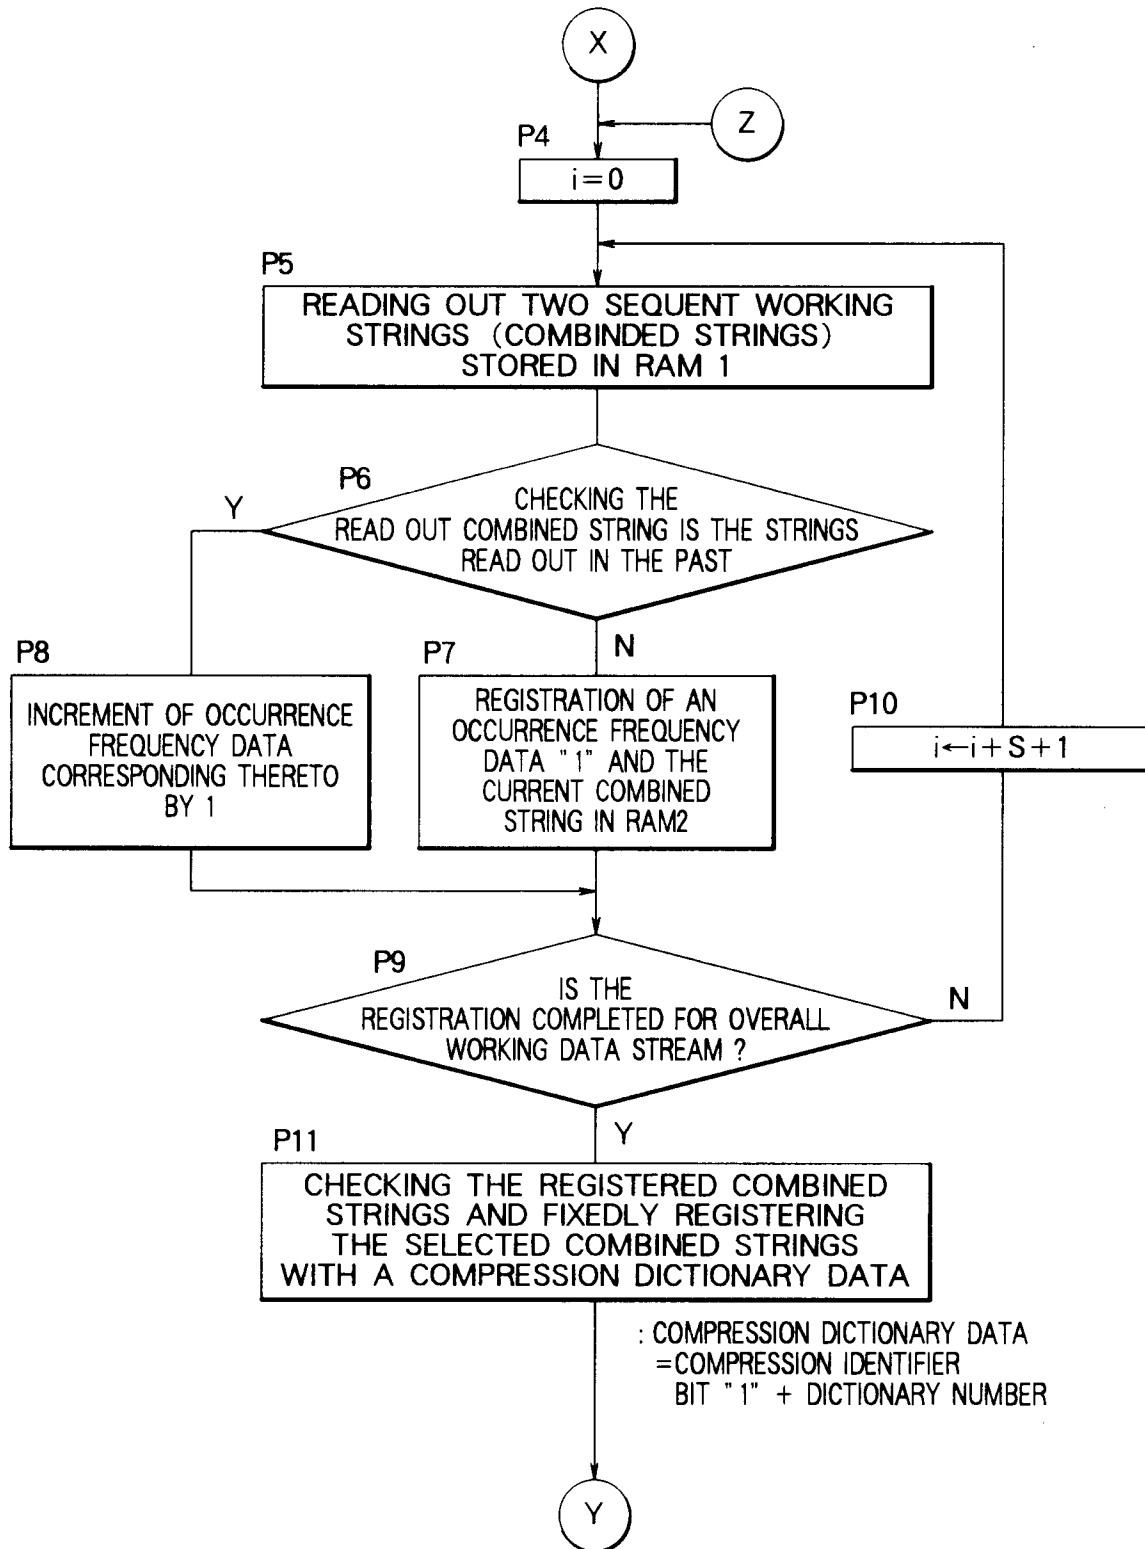 X
Z
P4
i=0
P5
READING OUT TWO SEQUENT WORKING
STRINGS (COMBINDED STRINGS)
STORED IN RAM 1
P6
Y
CHECKING THE
READ OUT COMBINED STRING IS THE STRINGS
READ OUT IN THE PAST
N
P8
INCREMENT OF OCCURRENCE
FREQUENCY DATA
CORRESPONDING THERETO
BY 1
P7
REGISTRATION OF AN
OCCURRENCE FREQUENCY
DATA "1" AND THE
CURRENT COMBINED
STRING IN RAM2
P10
i←i+S+1
P9
IS THE
REGISTRATION COMPLETED FOR OVERALL
WORKING DATA STREAM ?
N
Y
P11
CHECKING THE REGISTERED COMBINED
STRINGS AND FIXEDLY REGISTERING
THE SELECTED COMBINED STRINGS
WITH A COMPRESSION DICTIONARY DATA
: COMPRESSION DICTIONARY DATA
=COMPRESSION IDENTIFIER
BIT "1" + DICTIONARY NUMBER
Y